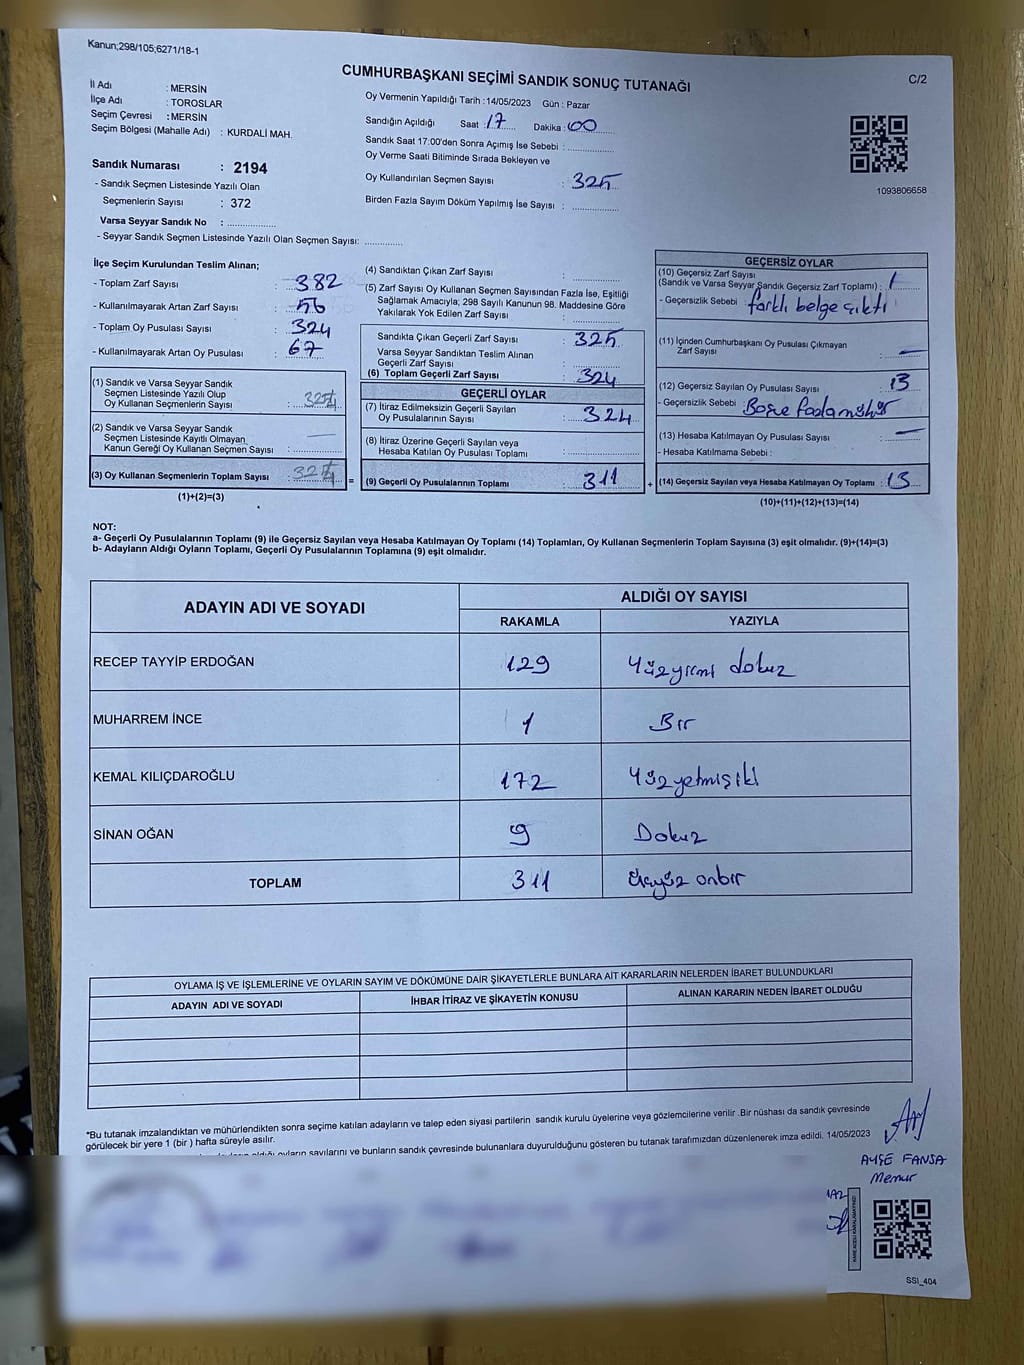 Kanun;298/105;6271/18-1
CUMHURBAŞKANI SEÇİMİ SANDIK SONUÇ TUTANAĞI
C/2
İl Adı : MERSİN
İlçe Adı : TOROSLAR
Seçim Çevresi : MERSİN
Seçim Bölgesi (Mahalle Adı) : KURDALİ MAH.
Sandık Numarası : 2194
- Sandık Seçmen Listesinde Yazılı Olan
Seçmenlerin Sayısı : 372
Varsa Seyyar Sandık No :
- Seyyar Sandık Seçmen Listesinde Yazılı Olan Seçmen Sayısı:
Oy Vermenin Yapıldığı Tarih :14/05/2023 Gün : Pazar
Sandığın Açıldığı Saat : 17 Dakika : 00
Sandık Saat 17:00'den Sonra Açımış İse Sebebi :
Oy Verme Saati Bitiminde Sırada Bekleyen ve
Oy Kullandırılan Seçmen Sayısı : 325
Birden Fazla Sayım Döküm Yapılmış İse Sayısı :
1093806658
İlçe Seçim Kurulundan Teslim Alınan;
- Toplam Zarf Sayısı : 382
- Kullanılmayarak Artan Zarf Sayısı : 56
- Toplam Oy Pusulası Sayısı : 324
- Kullanılmayarak Artan Oy Pusulası : 67
(1) Sandık ve Varsa Seyyar Sandık
Seçmen Listesinde Yazılı Olup
Oy Kullanan Seçmenlerin Sayısı :
(2) Sandık ve Varsa Seyyar Sandık
Seçmen Listesinde Kayıtlı Olmayan
Kanun Gereği Oy Kullanan Seçmen Sayısı :
(3) Oy Kullanan Seçmenlerin Toplam Sayısı :
(1)+(2)=(3)
(4) Sandıktan Çıkan Zarf Sayısı :
(5) Zarf Sayısı Oy Kullanan Seçmen Sayısından Fazla İse, Eşitliği
Sağlamak Amacıyla; 298 Sayılı Kanunun 98. Maddesine Göre
Yakılarak Yok Edilen Zarf Sayısı :
Sandıkta Çıkan Geçerli Zarf Sayısı : 325
Varsa Seyyar Sandıktan Teslim Alınan
Geçerli Zarf Sayısı :
(6) Toplam Geçerli Zarf Sayısı : 324
GEÇERLİ OYLAR
(7) İtiraz Edilmeksizin Geçerli Sayılan
Oy Pusulalarının Sayısı : 324
(8) İtiraz Üzerine Geçerli Sayılan veya
Hesaba Katılan Oy Pusulası Toplamı :
= (9) Geçerli Oy Pusulalarının Toplamı : 311 +
GEÇERSİZ OYLAR
(10) Geçersiz Zarf Sayısı
(Sandık ve Varsa Seyyar Sandık Geçersiz Zarf Toplamı) : 1
- Geçersizlik Sebebi : farklı belge çıktı
(11) İçinden Cumhurbaşkanı Oy Pusulası Çıkmayan
Zarf Sayısı : —
(12) Geçersiz Sayılan Oy Pusulası Sayısı : 13
- Geçersizlik Sebebi :
(13) Hesaba Katılmayan Oy Pusulası Sayısı : —
- Hesaba Katılmama Sebebi :
(14) Geçersiz Sayılan veya Hesaba Katılmayan Oy Toplamı : 13
(10)+(11)+(12)+(13)=(14)
NOT:
a- Geçerli Oy Pusulalarının Toplamı (9) ile Geçersiz Sayılan veya Hesaba Katılmayan Oy Toplamı (14) Toplamları, Oy Kullanan Seçmenlerin Toplam Sayısına (3) eşit olmalıdır. (9)+(14)=(3)
b- Adayların Aldığı Oyların Toplamı, Geçerli Oy Pusulalarının Toplamına (9) eşit olmalıdır.
ADAYIN ADI VE SOYADI
ALDIĞI OY SAYISI
RAKAMLA YAZIYLA
RECEP TAYYİP ERDOĞAN 129 Yüzyirmi dokuz
MUHARREM İNCE 1 Bir
KEMAL KILIÇDAROĞLU 172 Yüzyetmişiki
SİNAN OĞAN 9 Dokuz
TOPLAM 311 üçyüz onbir
OYLAMA İŞ VE İŞLEMLERİNE VE OYLARIN SAYIM VE DÖKÜMÜNE DAİR ŞİKAYETLERLE BUNLARA AİT KARARLARIN NELERDEN İBARET BULUNDUKLARI
ADAYIN ADI VE SOYADI
İHBAR İTİRAZ VE ŞİKAYETİN KONUSU
ALINAN KARARIN NEDEN İBARET OLDUĞU
*Bu tutanak imzalandıktan ve mühürlendikten sonra seçime katılan adayların ve talep eden siyasi partilerin sandık kurulu üyelerine veya gözlemcilerine verilir .Bir nüshası da sandık çevresinde
görülecek bir yere 1 (bir ) hafta süreyle asılır.
oyların sayılarını ve bunların sandık çevresinde bulunanlara duyurulduğunu gösteren bu tutanak tarafımızdan düzenlenerek imza edildi. 14/05/2023
AYŞE FANSA
Memur
SSI_404